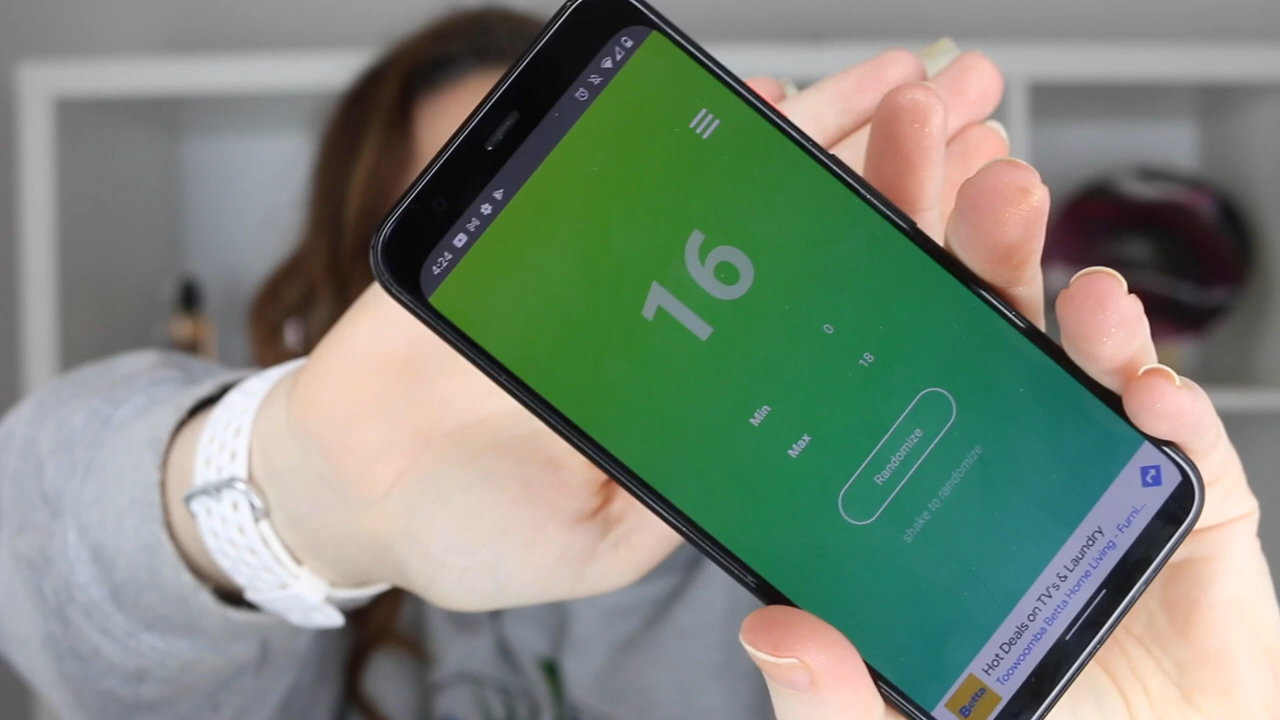 4:24
16
Min 0
Max 18
Randomize
shake to randomize
Betta
Hot Deals on TV's & Laundry
Toowoomba Betta Home Living - Furni...